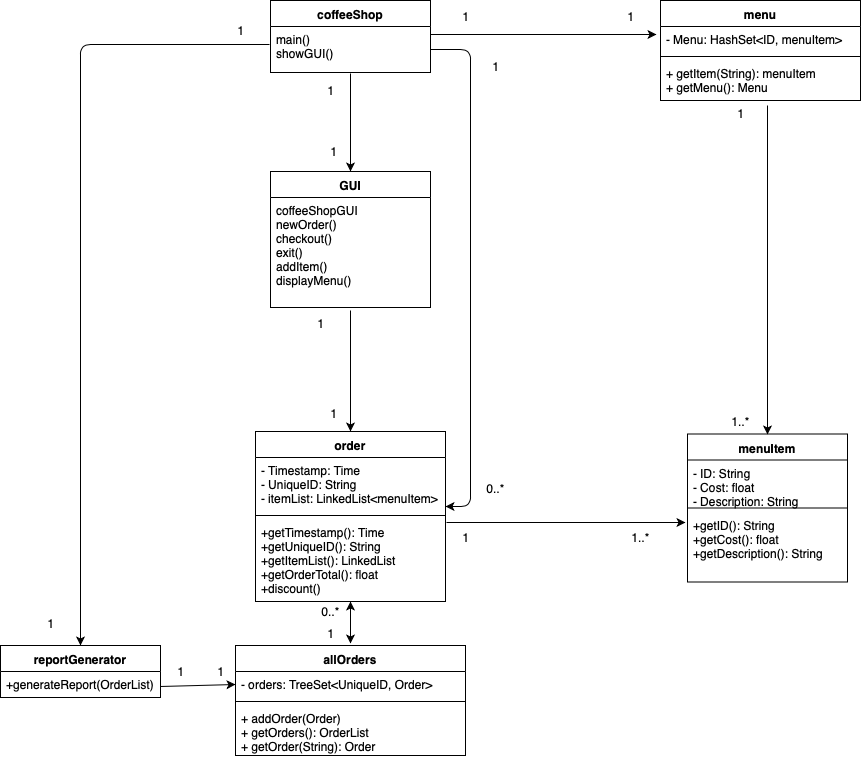 coffeeShop
main()
showGUI()
1
1
1
1
1
menu
- Menu: HashSet<ID, menuItem>
+ getItem(String): menuItem
+ getMenu(): Menu
1
1
GUI
coffeeShopGUI
newOrder()
checkout()
exit()
addItem()
displayMenu()
1
1
order
- Timestamp: Time
- UniqueID: String
- itemList: LinkedList<menuItem>
+getTimestamp(): Time
+getUniqueID(): String
+getItemList(): LinkedList
+getOrderTotal(): float
+discount()
0..*
1
1..*
1..*
menuItem
- ID: String
- Cost: float
- Description: String
+getID(): String
+getCost(): float
+getDescription(): String
0..*
1
1
reportGenerator
+generateReport(OrderList)
1
1
allOrders
- orders: TreeSet<UniqueID, Order>
+ addOrder(Order)
+ getOrders(): OrderList
+ getOrder(String): Order